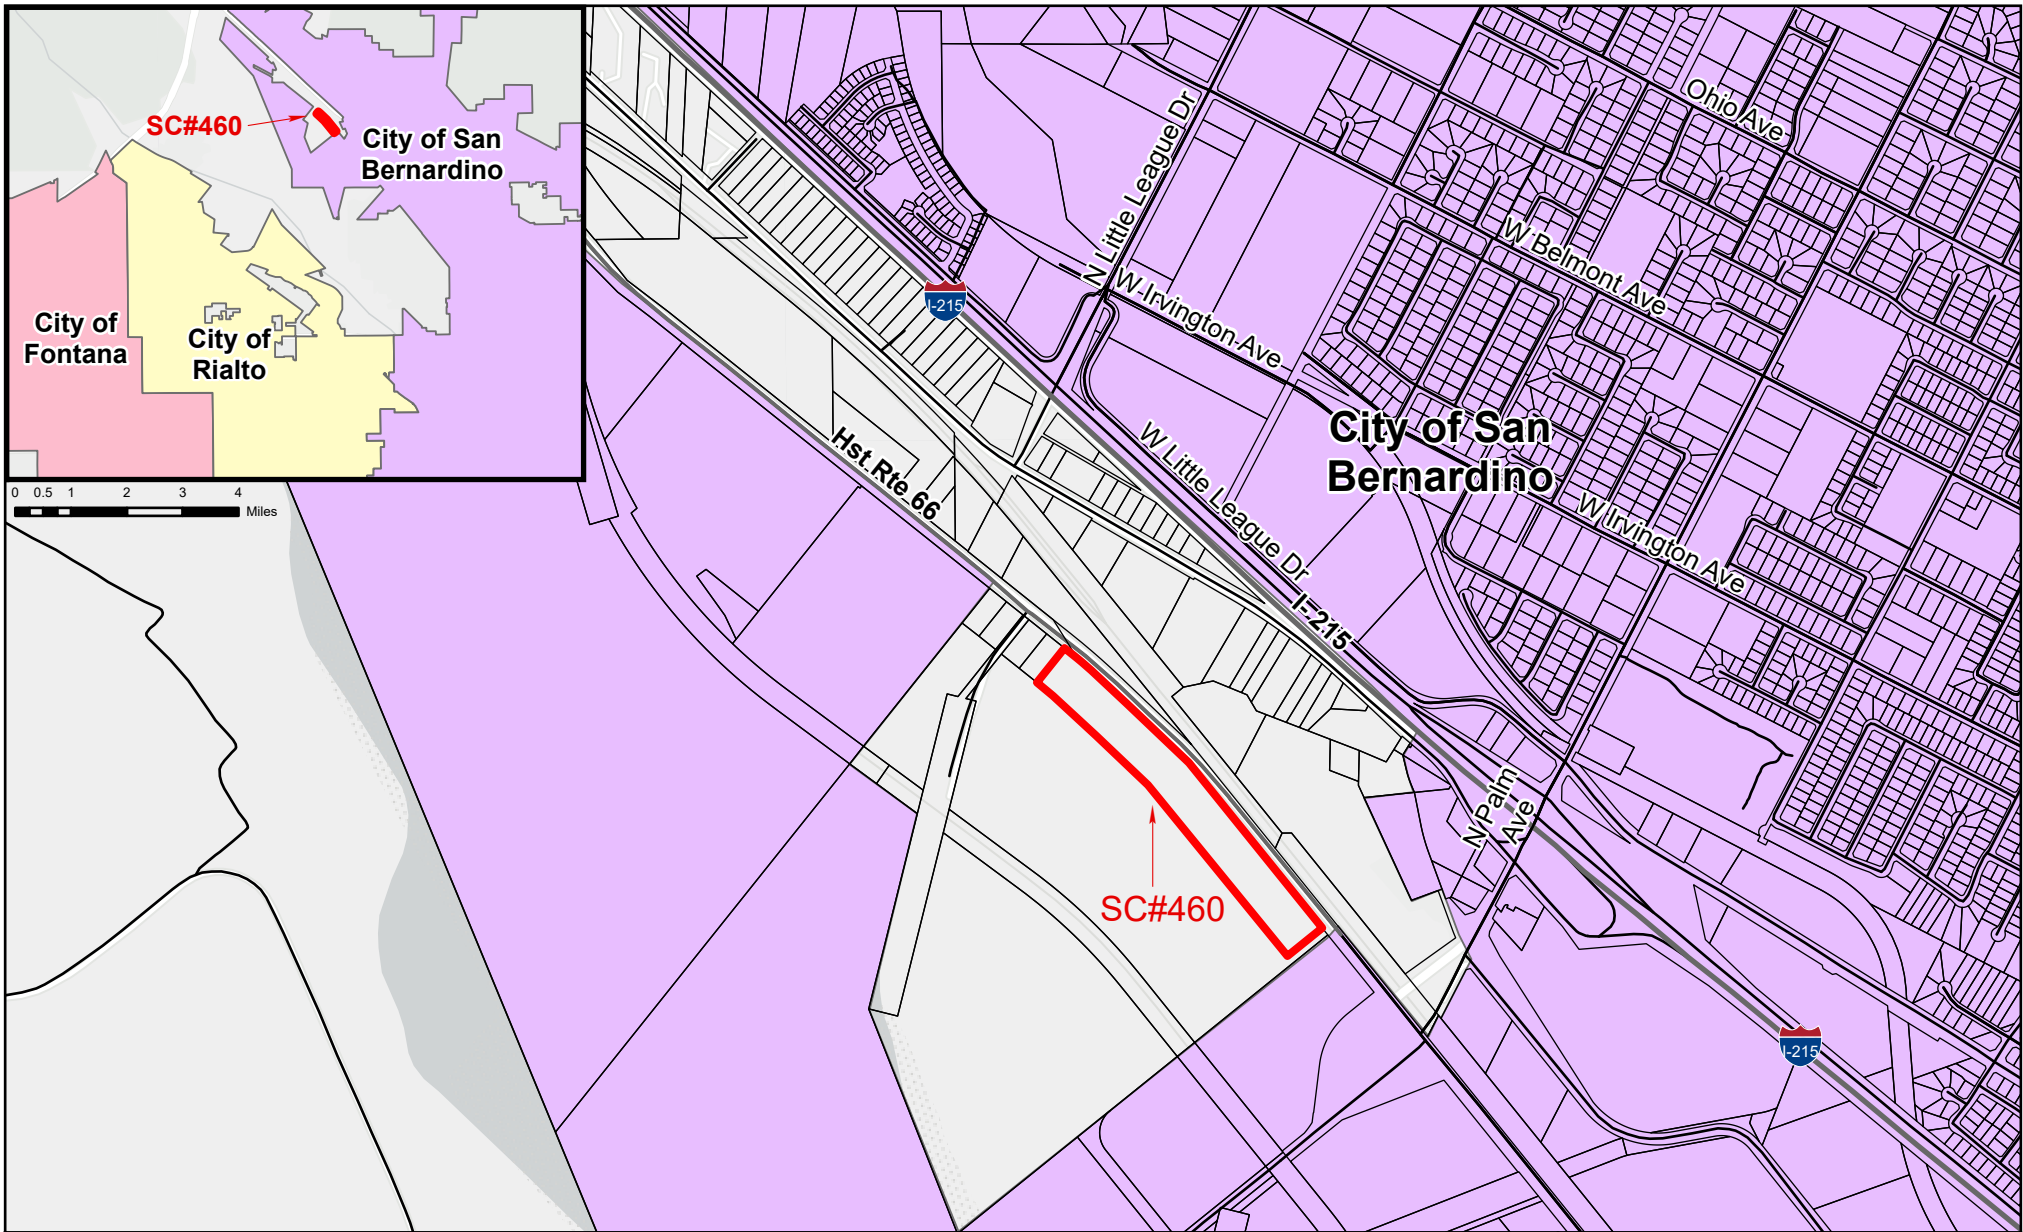 SC#460
City of San
Bernardino
City of
Fontana
City of
Rialto
0 0.5 1 2 3 4
Miles
Ohio Ave
N Little League Dr
W Belmont Ave
W Irvington Ave
I-215
City of San
Bernardino
Hst Rte 66
W Little League Dr
W Irvington Ave
I-215
N Palm
Ave
SC#460
I-215